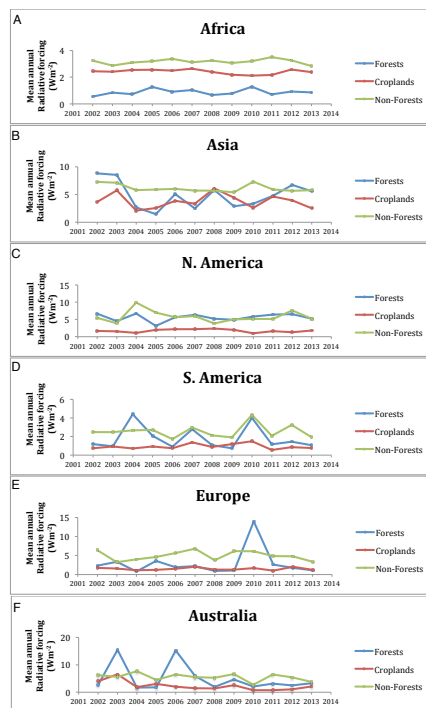 A
Africa
Mean annual
Radiative forcing
(Wm-2)
4
2
0
2001 2002 2003 2004 2005 2006 2007 2008 2009 2010 2011 2012 2013 2014
Forests
Croplands
Non-Forests
B
Asia
Mean annual
Radiative forcing
(Wm-2)
10
5
0
2001 2002 2003 2004 2005 2006 2007 2008 2009 2010 2011 2012 2013 2014
Forests
Croplands
Non-Forests
C
N. America
Mean annual
Radiative forcing
(Wm-2)
15
10
5
0
2001 2002 2003 2004 2005 2006 2007 2008 2009 2010 2011 2012 2013 2014
Forests
Croplands
Non-Forests
D
S. America
Mean annual
Radiative forcing
(Wm-2)
6
4
2
0
2001 2002 2003 2004 2005 2006 2007 2008 2009 2010 2011 2012 2013 2014
Forests
Croplands
Non-Forests
E
Europe
Mean annual
Radiative forcing
(Wm-2)
15
10
5
0
2001 2002 2003 2004 2005 2006 2007 2008 2009 2010 2011 2012 2013 2014
Forests
Croplands
Non-Forests
F
Australia
Mean annual
Radiative forcing
(Wm-2)
20
10
0
2001 2002 2003 2004 2005 2006 2007 2008 2009 2010 2011 2012 2013 2014
Forests
Croplands
Non-Forests